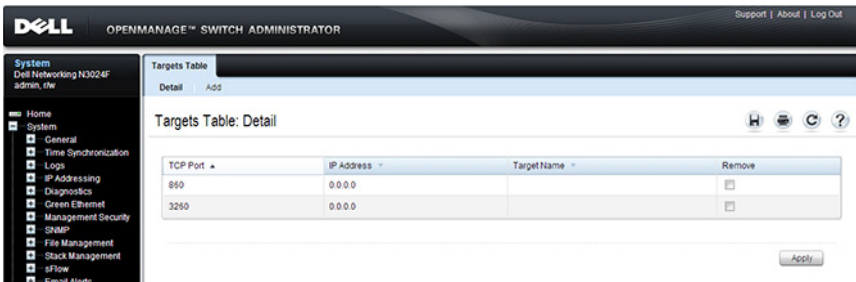 Support | About | Log Out
DELL OPENMANAGE™ SWITCH ADMINISTRATOR
System
Dell Networking N3024F
admin, r/w
Home
System
General
Time Synchronization
Logs
IP Addressing
Diagnostics
Green Ethernet
Management Security
SNMP
File Management
Stack Management
sFlow
Email Alerts
Targets Table
Detail Add
Targets Table: Detail
TCP Port IP Address Target Name Remove
860 0.0.0.0
3260 0.0.0.0
Apply